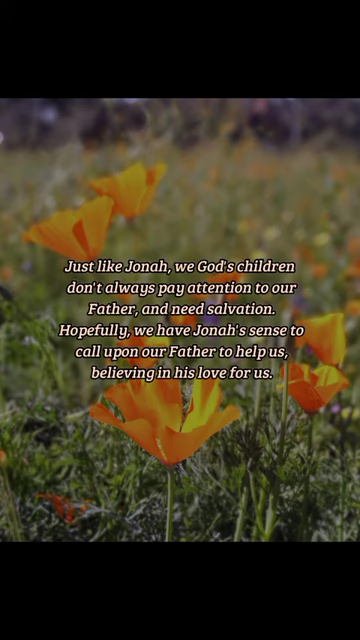 Just like Jonah, we God's children
don't always pay attention to our
Father, and need salvation.
Hopefully, we have Jonah's sense to
call upon our Father to help us,
believing in his love for us.